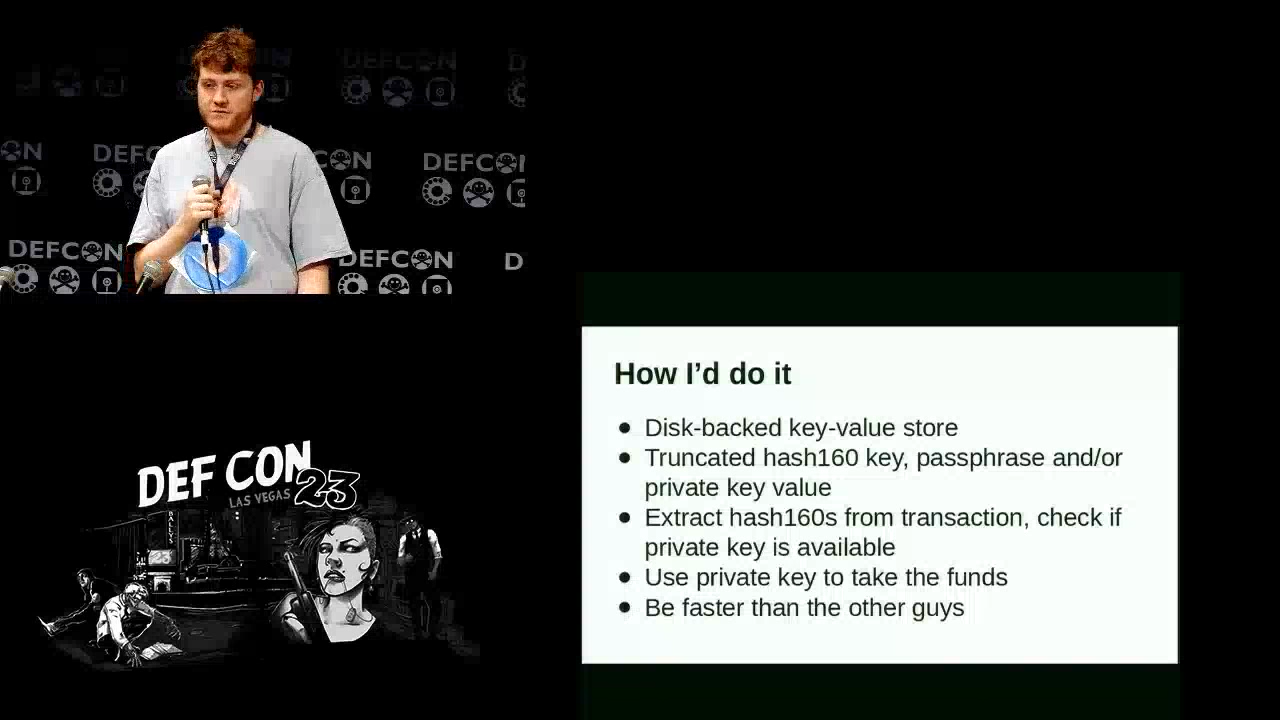 DEFCON
DEFC
DEFCON
DEFCON
DEFCON
D
DEF CON 23
LAS VEGAS
How I'd do it
● Disk-backed key-value store
● Truncated hash160 key, passphrase and/or
private key value
● Extract hash160s from transaction, check if
private key is available
● Use private key to take the funds
● Be faster than the other guys